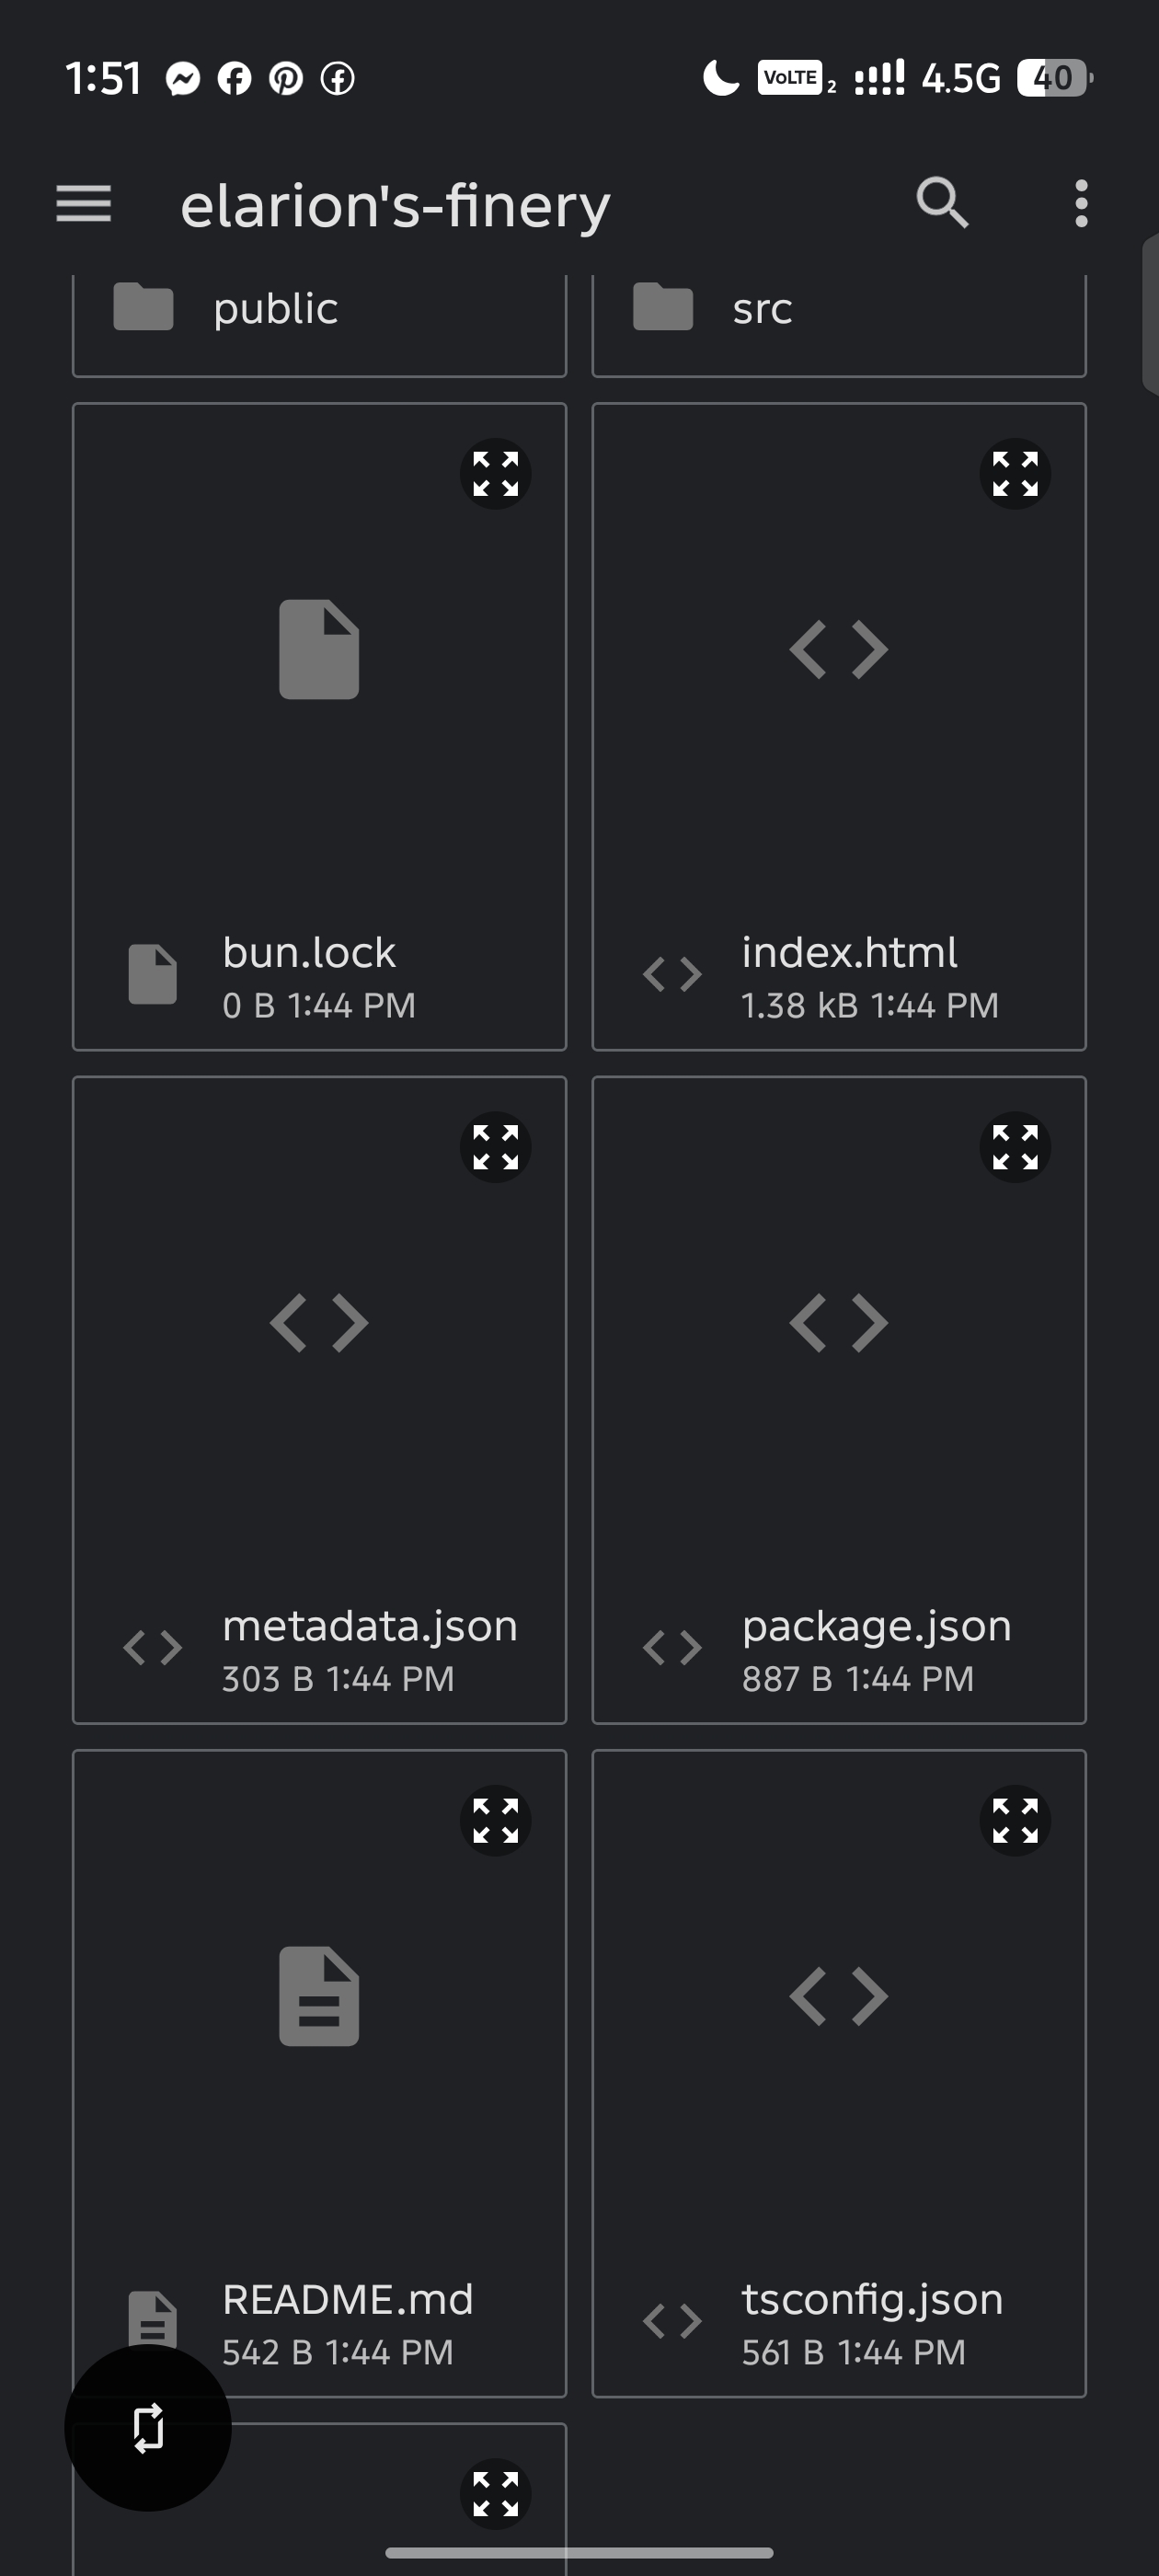 1:51 VoLTE 2 4.5G 40
elarion's-finery
public src
bun.lock
0 B 1:44 PM
index.html
1.38 kB 1:44 PM
metadata.json
303 B 1:44 PM
package.json
887 B 1:44 PM
README.md
542 B 1:44 PM
tsconfig.json
561 B 1:44 PM